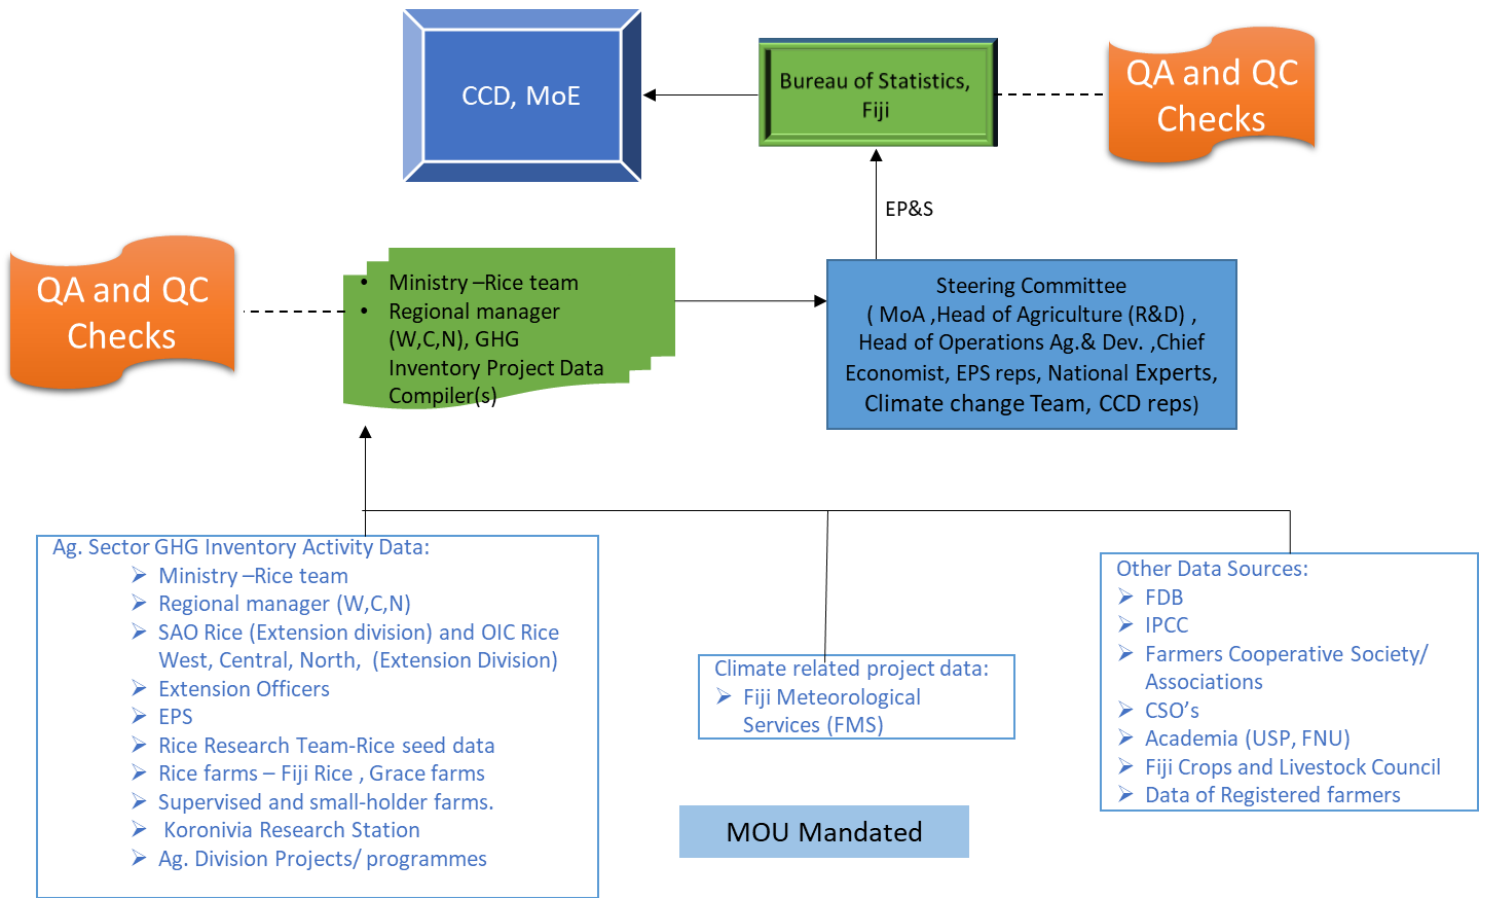 CCD, MoE
Bureau of Statistics,
Fiji
QA and QC
Checks
EP&S
QA and QC
Checks
• Ministry –Rice team
• Regional manager
(W,C,N), GHG
Inventory Project Data
Compiler(s)
Steering Committee
( MoA ,Head of Agriculture (R&D) ,
Head of Operations Ag.& Dev. ,Chief
Economist, EPS reps, National Experts,
Climate change Team, CCD reps)
Ag. Sector GHG Inventory Activity Data:
➢ Ministry –Rice team
➢ Regional manager (W,C,N)
➢ SAO Rice (Extension division) and OIC Rice
West, Central, North, (Extension Division)
➢ Extension Officers
➢ EPS
➢ Rice Research Team-Rice seed data
➢ Rice farms – Fiji Rice , Grace farms
➢ Supervised and small-holder farms.
➢ Koronivia Research Station
➢ Ag. Division Projects/ programmes
Climate related project data:
➢ Fiji Meteorological
Services (FMS)
MOU Mandated
Other Data Sources:
➢ FDB
➢ IPCC
➢ Farmers Cooperative Society/
Associations
➢ CSO’s
➢ Academia (USP, FNU)
➢ Fiji Crops and Livestock Council
➢ Data of Registered farmers